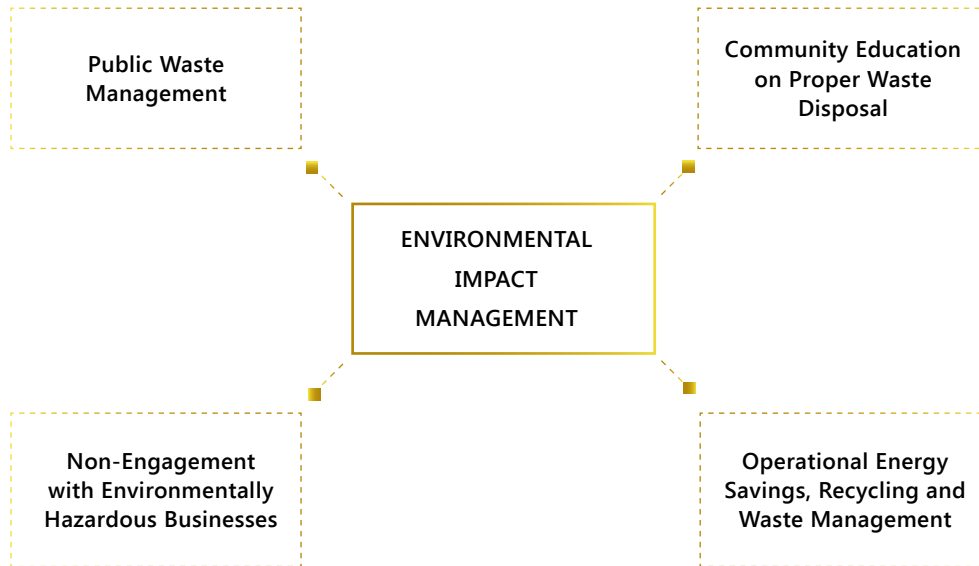 Public Waste
Management
Community Education
on Proper Waste
Disposal
ENVIRONMENTAL
IMPACT
MANAGEMENT
Non-Engagement
with Environmentally
Hazardous Businesses
Operational Energy
Savings, Recycling and
Waste Management